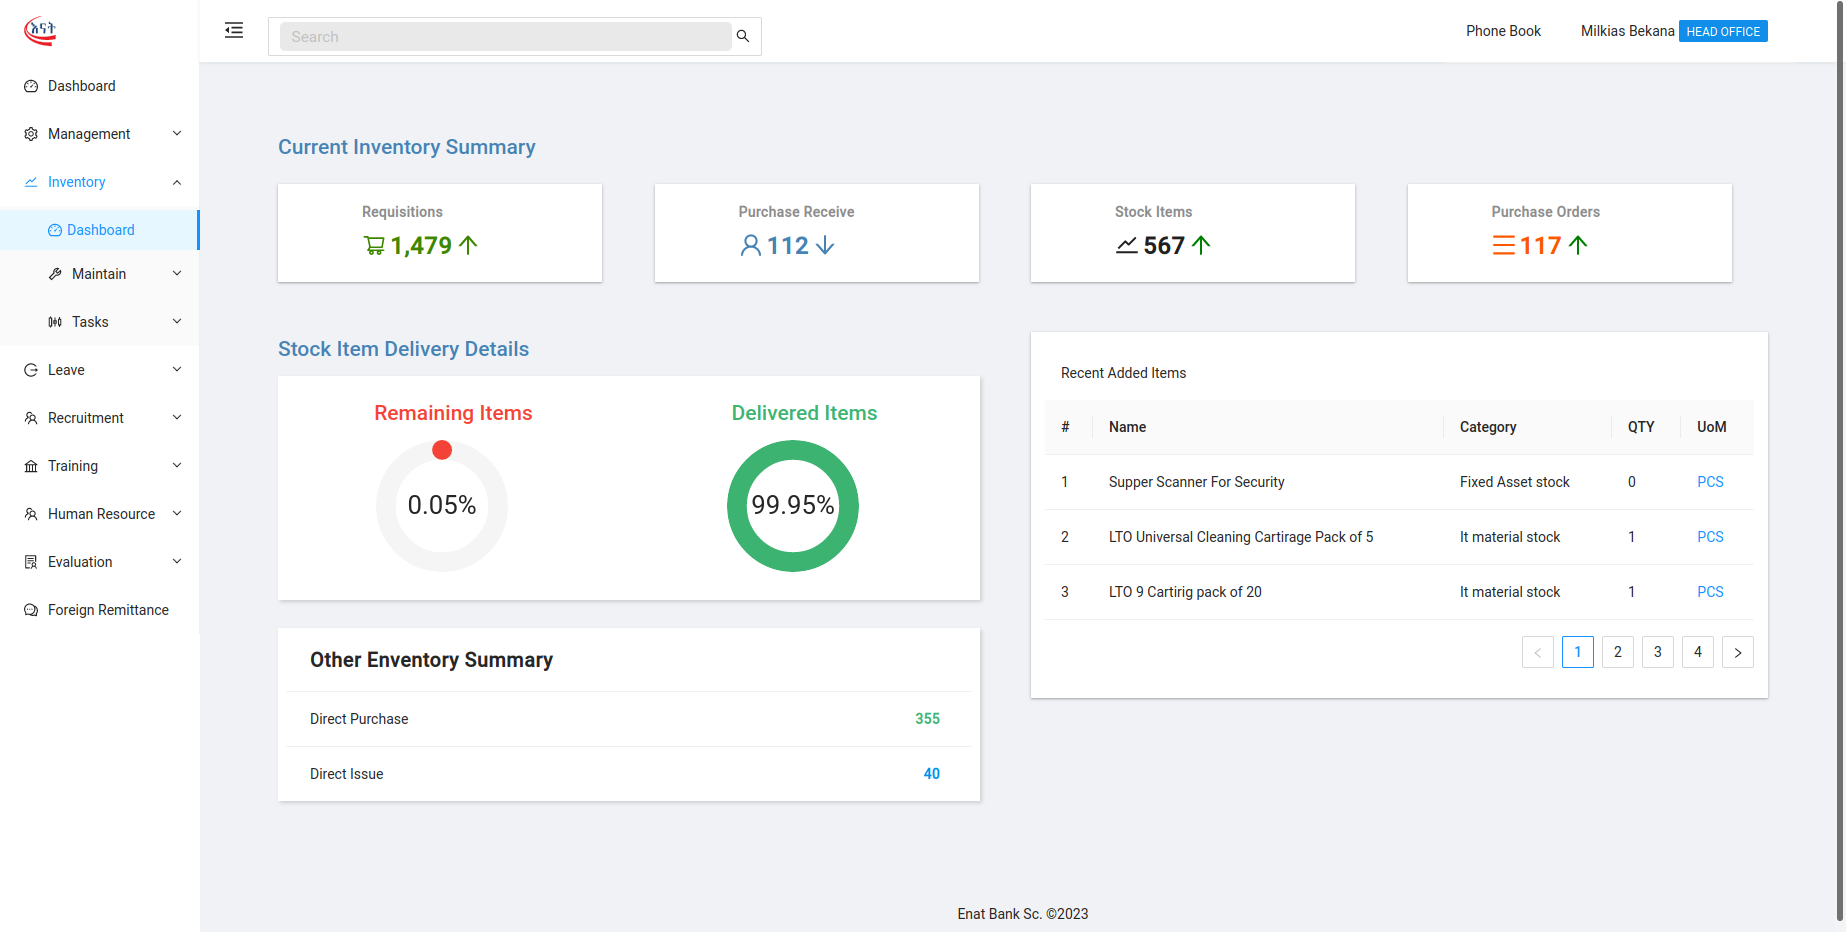 እናት
Phone Book
Milkias Bekana HEAD OFFICE
Search
Dashboard
Management
Inventory
Dashboard
Maintain
Tasks
Leave
Recruitment
Training
Human Resource
Evaluation
Foreign Remittance
Current Inventory Summary
Requisitions
1,479
Purchase Receive
112
Stock Items
567
Purchase Orders
117
Stock Item Delivery Details
Remaining Items
0.05%
Delivered Items
99.95%
Other Enventory Summary
Direct Purchase 355
Direct Issue 40
Recent Added Items
# Name Category QTY UoM
1 Supper Scanner For Security Fixed Asset stock 0 PCS
2 LTO Universal Cleaning Cartirage Pack of 5 It material stock 1 PCS
3 LTO 9 Cartirig pack of 20 It material stock 1 PCS
< 1 2 3 4 >
Enat Bank Sc. ©2023